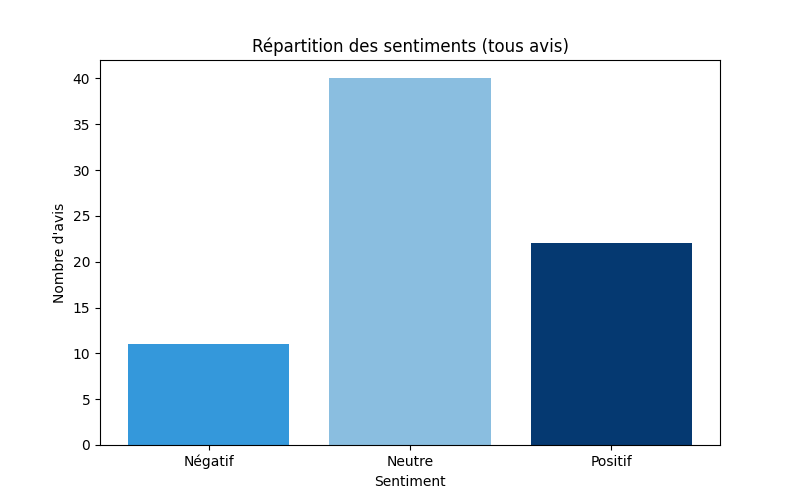 Répartition des sentiments (tous avis)
Nombre d'avis
40
35
30
25
20
15
10
5
0
Négatif
Neutre
Positif
Sentiment